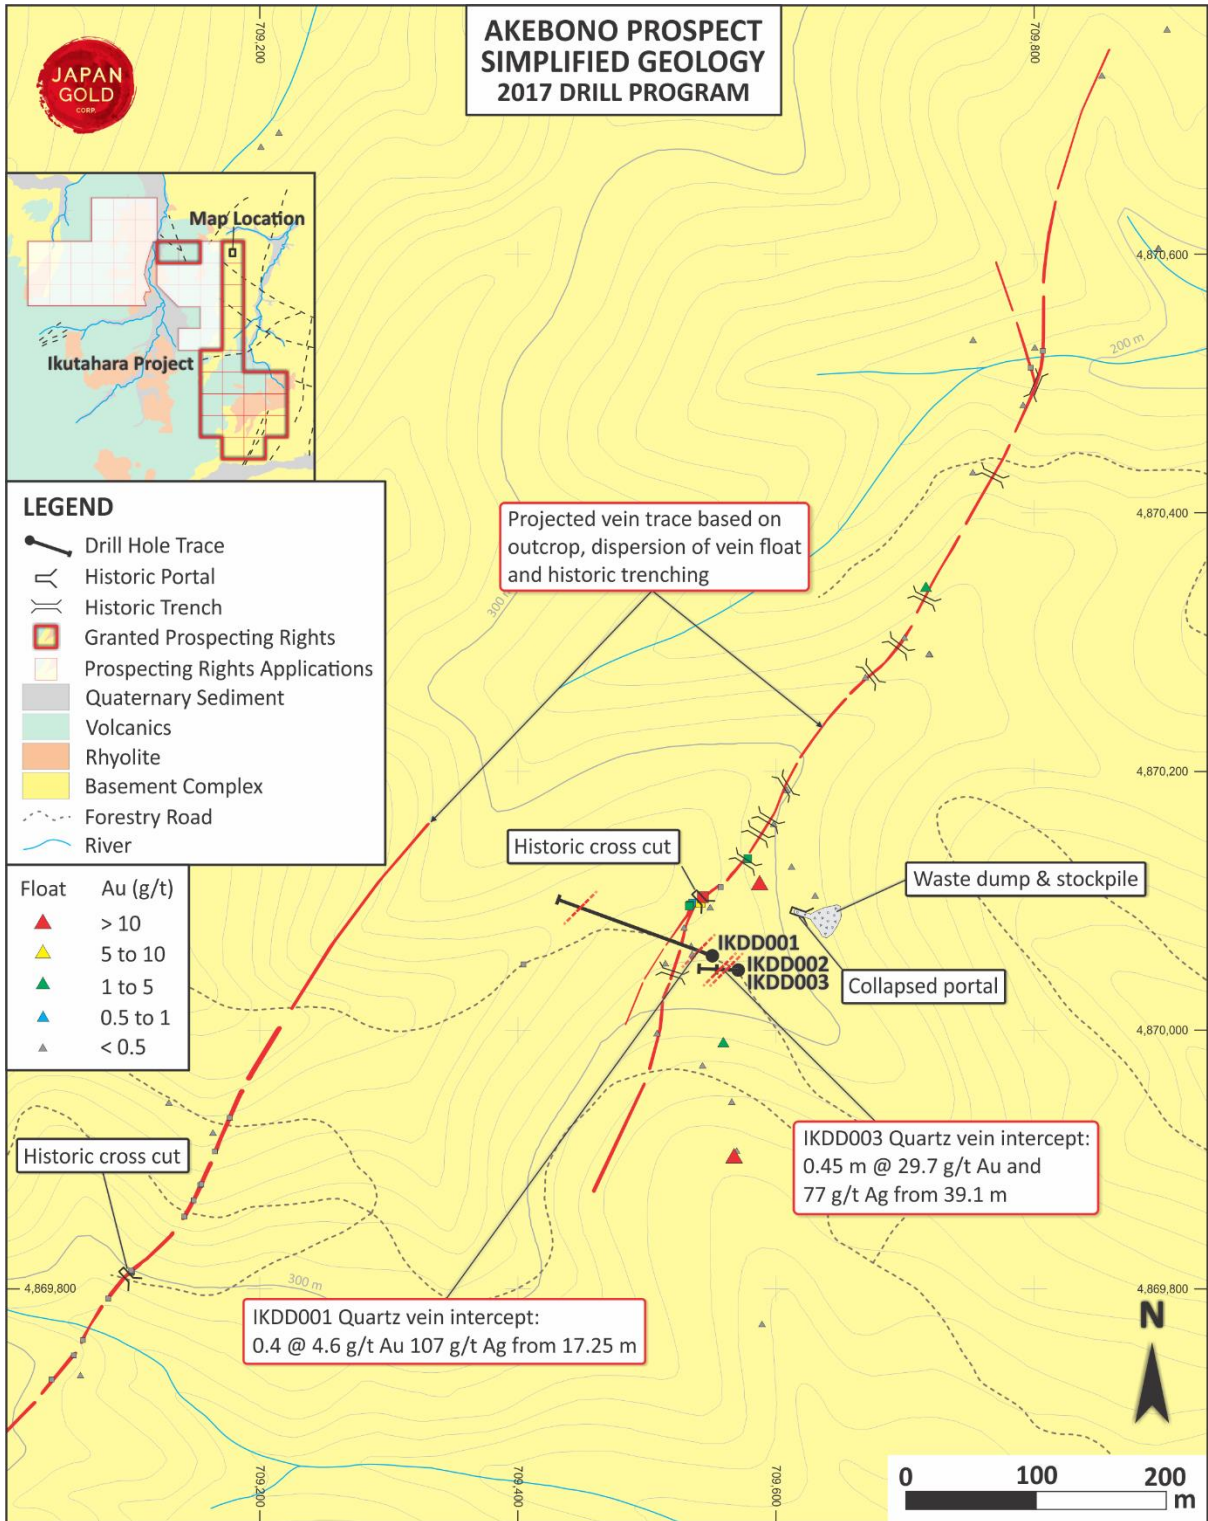 AKEBONO PROSPECT
SIMPLIFIED GEOLOGY
2017 DRILL PROGRAM
JAPAN
GOLD
CORP.
709,200
709,800
Map Location
Ikutahara Project
4,870,600
200 m
LEGEND
Drill Hole Trace
Historic Portal
Historic Trench
Granted Prospecting Rights
Prospecting Rights Applications
Quaternary Sediment
Volcanics
Rhyolite
Basement Complex
Forestry Road
River
Projected vein trace based on
outcrop, dispersion of vein float
and historic trenching
4,870,400
300 m
4,870,200
Float Au (g/t)
> 10
5 to 10
1 to 5
0.5 to 1
< 0.5
Historic cross cut
Waste dump & stockpile
IKDD001
IKDD002
IKDD003
Collapsed portal
4,870,000
IKDD003 Quartz vein intercept:
0.45 m @ 29.7 g/t Au and
77 g/t Ag from 39.1 m
Historic cross cut
4,869,800
300 m
4,869,800
IKDD001 Quartz vein intercept:
0.4 @ 4.6 g/t Au 107 g/t Ag from 17.25 m
N
709,200
709,400
709,600
0 100 200
m